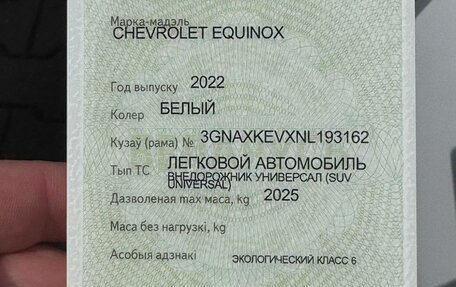 Марка-мадэль
CHEVROLET EQUINOX
Год выпуску 2022
Колер БЕЛЫЙ
Кузаў (рама) № 3GNAXKEVXNL193162
Тып ТС ЛЕГКОВОЙ АВТОМОБИЛЬ
ВНЕДОРОЖНИК УНИВЕРСАЛ (SUV
UNIVERSAL)
Дазволеная max маса, kg 2025
Маса без нагрузкі, kg
Асобыя адзнакі ЭКОЛОГИЧЕСКИЙ КЛАСС 6